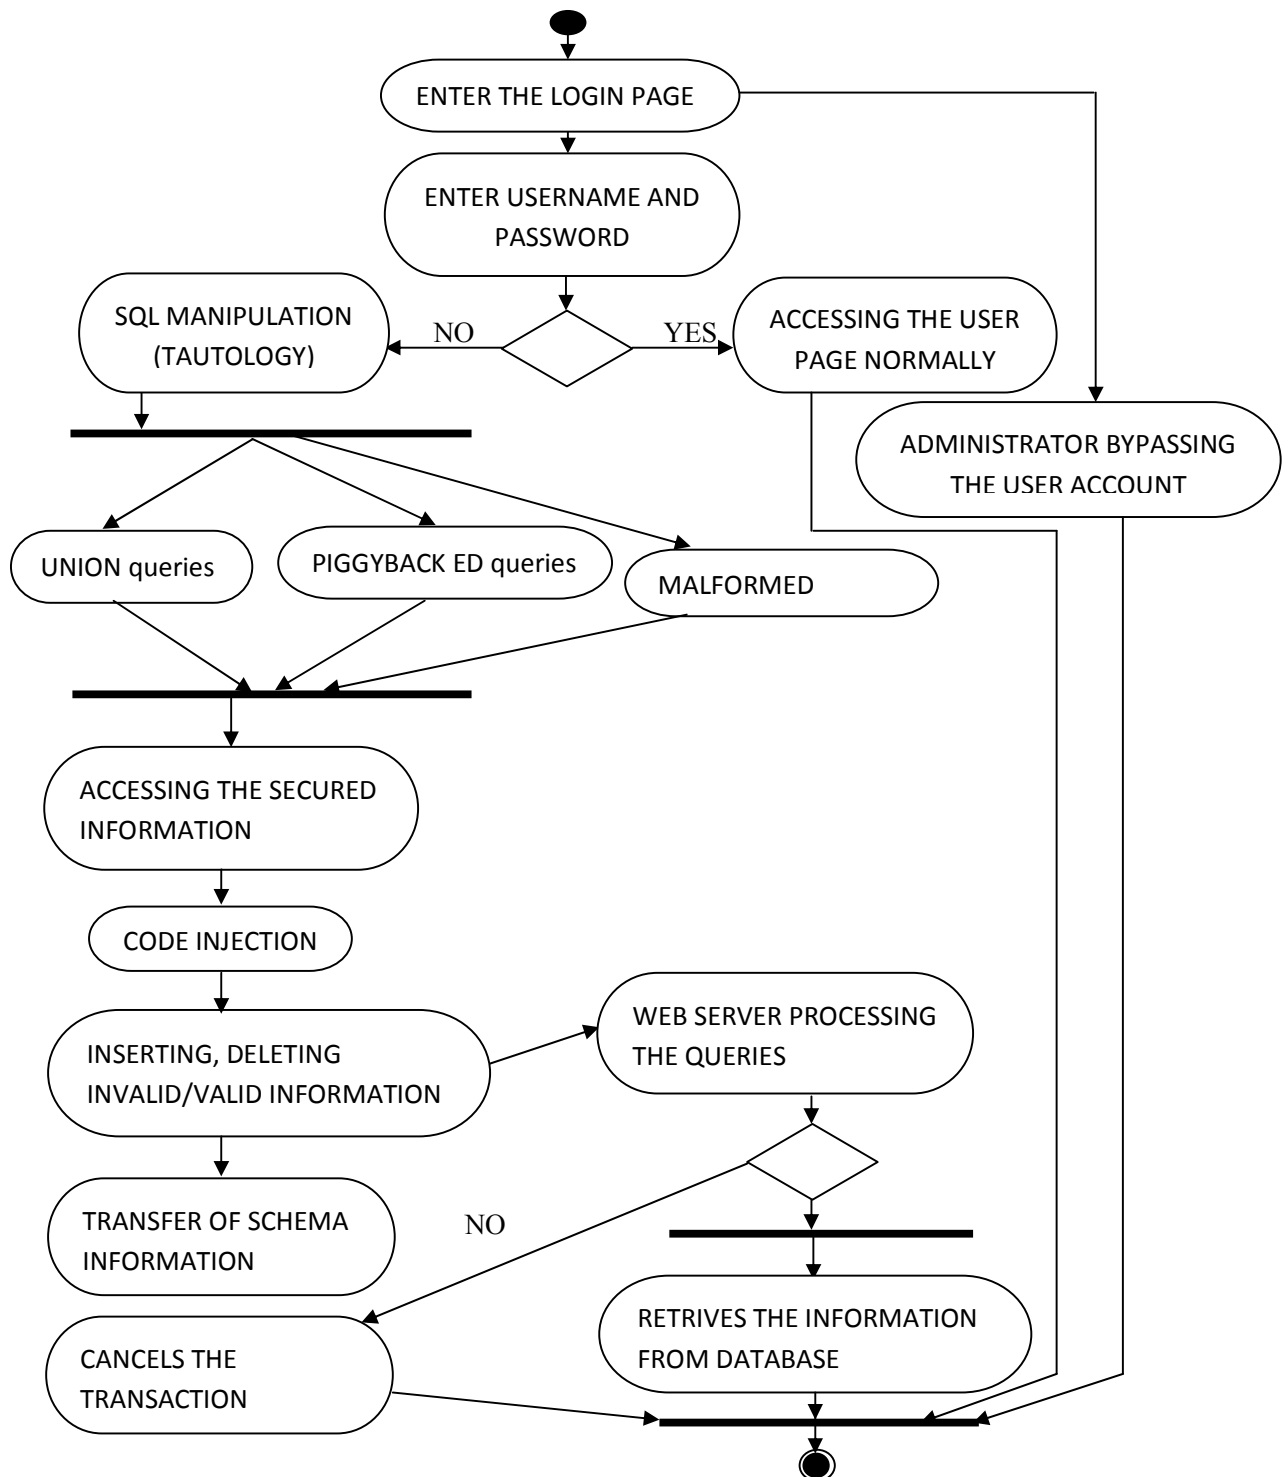 ENTER THE LOGIN PAGE
ENTER USERNAME AND
PASSWORD
SQL MANIPULATION
(TAUTOLOGY)
NO
YES
ACCESSING THE USER
PAGE NORMALLY
ADMINISTRATOR BYPASSING
THE USER ACCOUNT
UNION queries
PIGGYBACK ED queries
MALFORMED
ACCESSING THE SECURED
INFORMATION
CODE INJECTION
INSERTING, DELETING
INVALID/VALID INFORMATION
WEB SERVER PROCESSING
THE QUERIES
TRANSFER OF SCHEMA
INFORMATION
NO
RETRIVES THE INFORMATION
FROM DATABASE
CANCELS THE
TRANSACTION